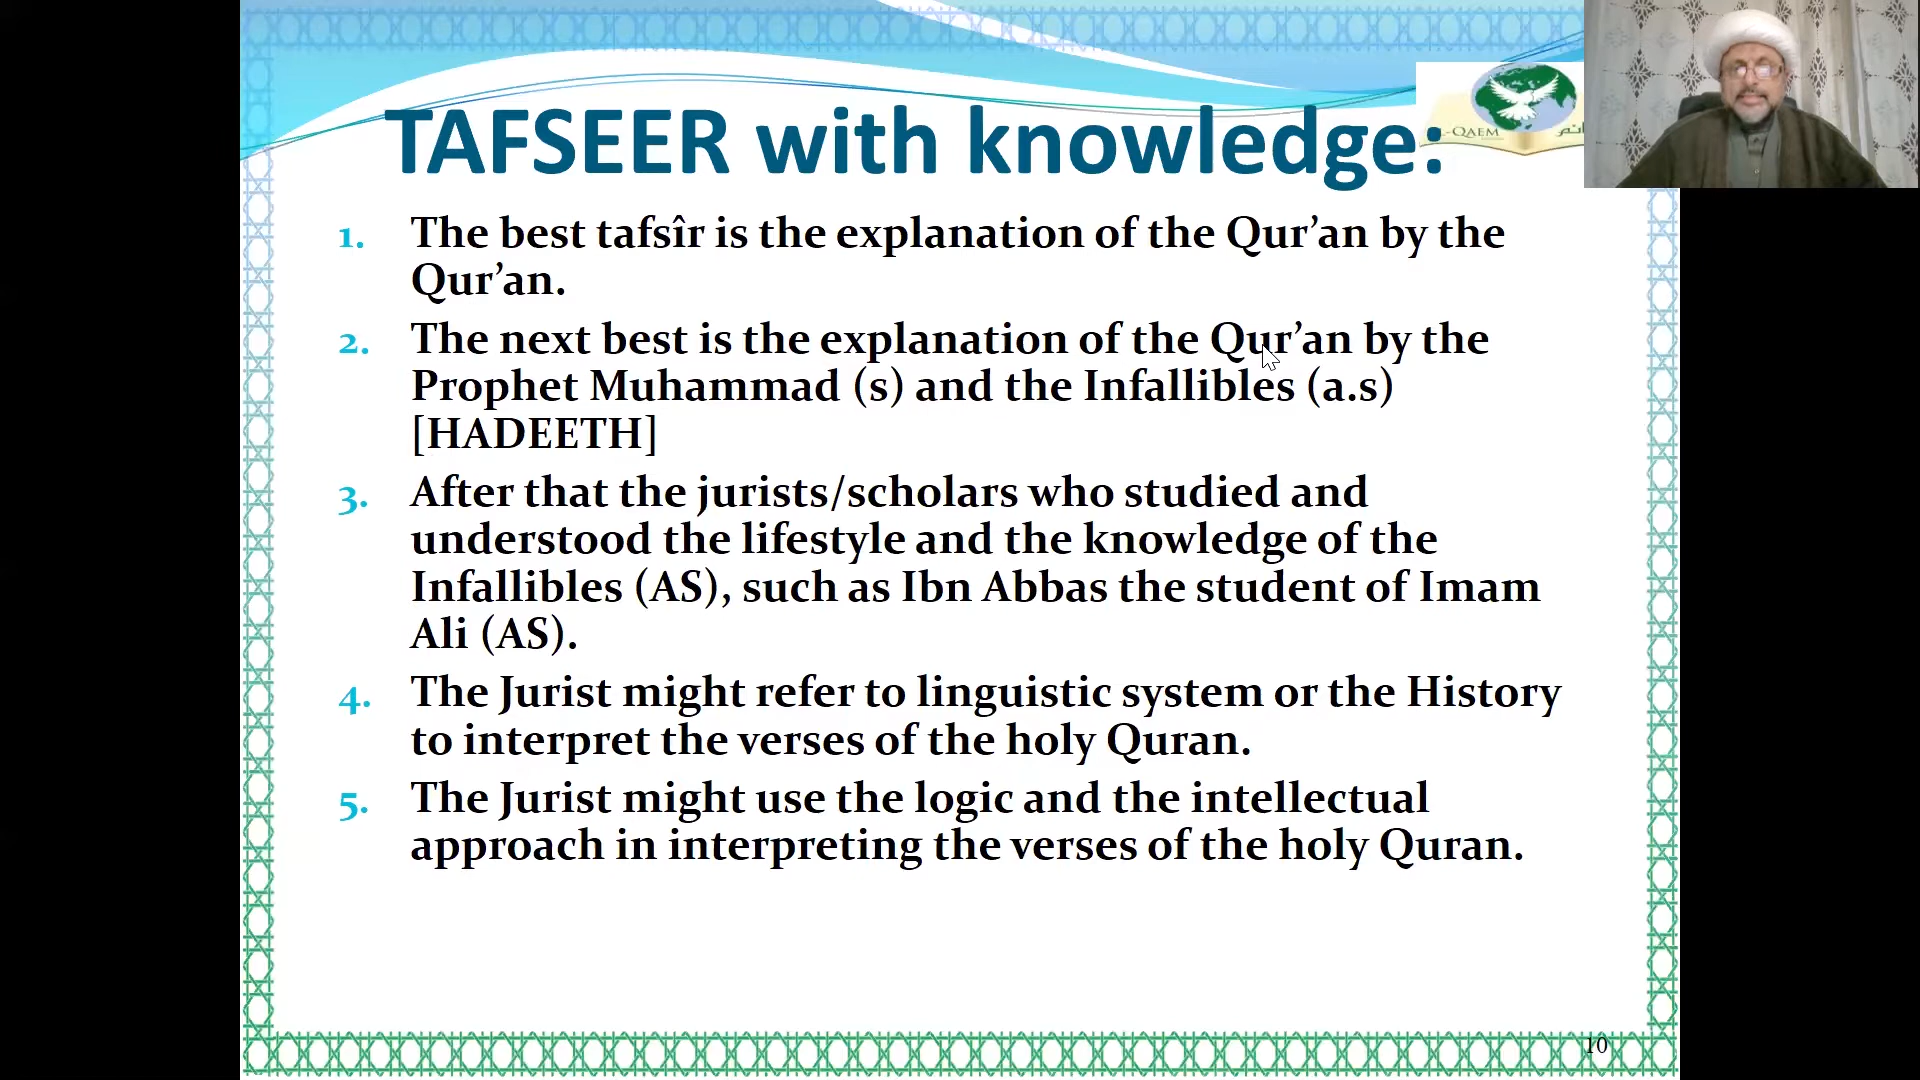 TAFSEER with knowledge:
L-QAEM
1. The best tafsîr is the explanation of the Qur’an by the
Qur’an.
2. The next best is the explanation of the Qur’an by the
Prophet Muhammad (s) and the Infallibles (a.s)
[HADEETH]
3. After that the jurists/scholars who studied and
understood the lifestyle and the knowledge of the
Infallibles (AS), such as Ibn Abbas the student of Imam
Ali (AS).
4. The Jurist might refer to linguistic system or the History
to interpret the verses of the holy Quran.
5. The Jurist might use the logic and the intellectual
approach in interpreting the verses of the holy Quran.
10